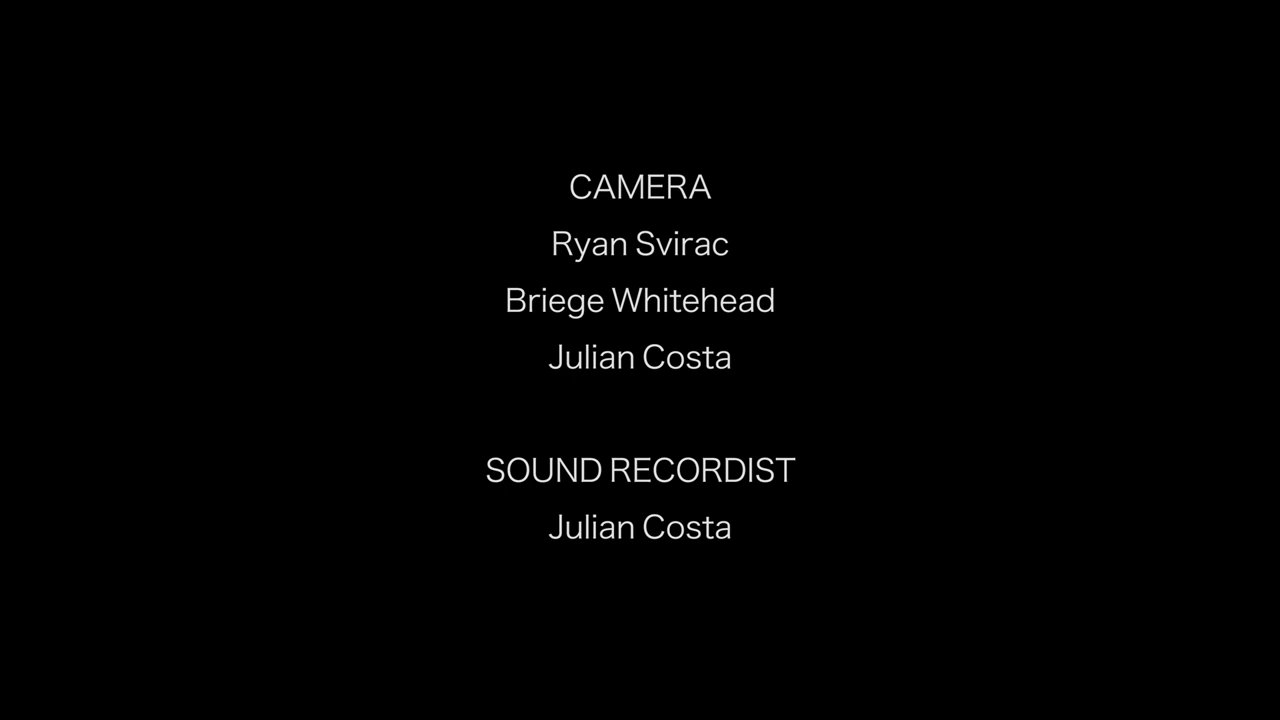 CAMERA
Ryan Svirac
Briege Whitehead
Julian Costa
SOUND RECORDIST
Julian Costa